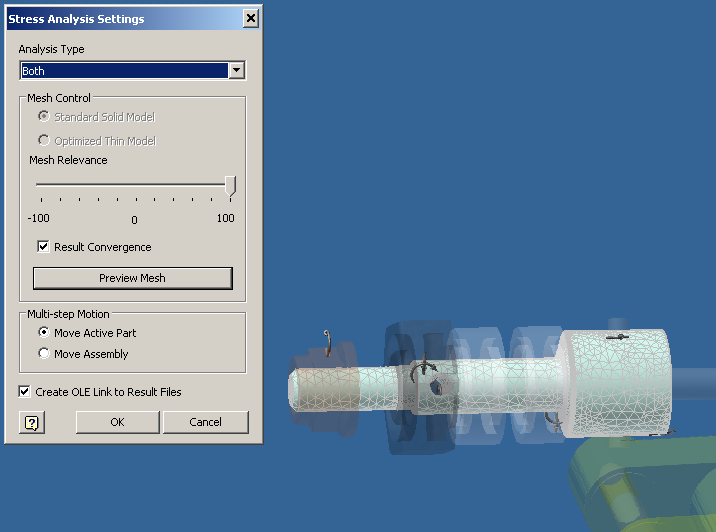 Stress Analysis Settings
Analysis Type
Both
Mesh Control
Standard Solid Model
Optimized Thin Model
Mesh Relevance
-100 0 100
Result Convergence
Preview Mesh
Multi-step Motion
Move Active Part
Move Assembly
Create OLE Link to Result Files
? OK Cancel